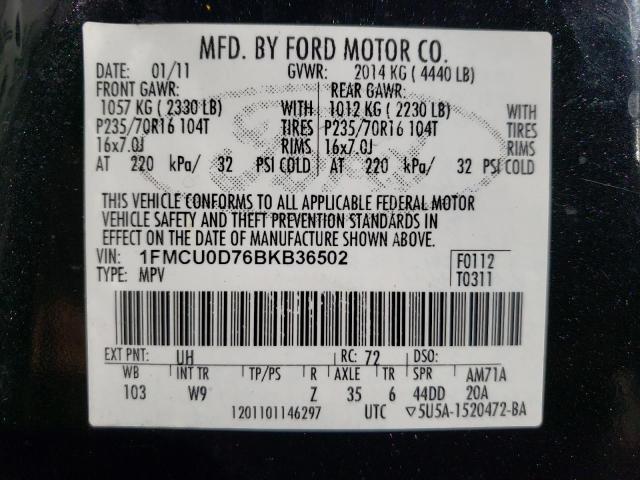 MFD. BY FORD MOTOR CO.
DATE: 01/11 GVWR: 2014 KG ( 4440 LB)
FRONT GAWR: REAR GAWR:
1057 KG ( 2330 LB) WITH 1012 KG ( 2230 LB) WITH
P235/70R16 104T TIRES P235/70R16 104T TIRES
16x7.0J RIMS 16x7.0J RIMS
AT 220 kPa/ 32 PSI COLD AT 220 kPa/ 32 PSI COLD
THIS VEHICLE CONFORMS TO ALL APPLICABLE FEDERAL MOTOR
VEHICLE SAFETY AND THEFT PREVENTION STANDARDS IN
EFFECT ON THE DATE OF MANUFACTURE SHOWN ABOVE.
VIN: 1FMCU0D76BKB36502 F0112
TYPE: MPV T0311
EXT PNT: UH RC: 72 DSO:
WB INT TR TP/PS R AXLE TR SPR AM71A
103 W9 Z 35 6 44DD 20A
1201101146297 UTC ▽5U5A-1520472-BA